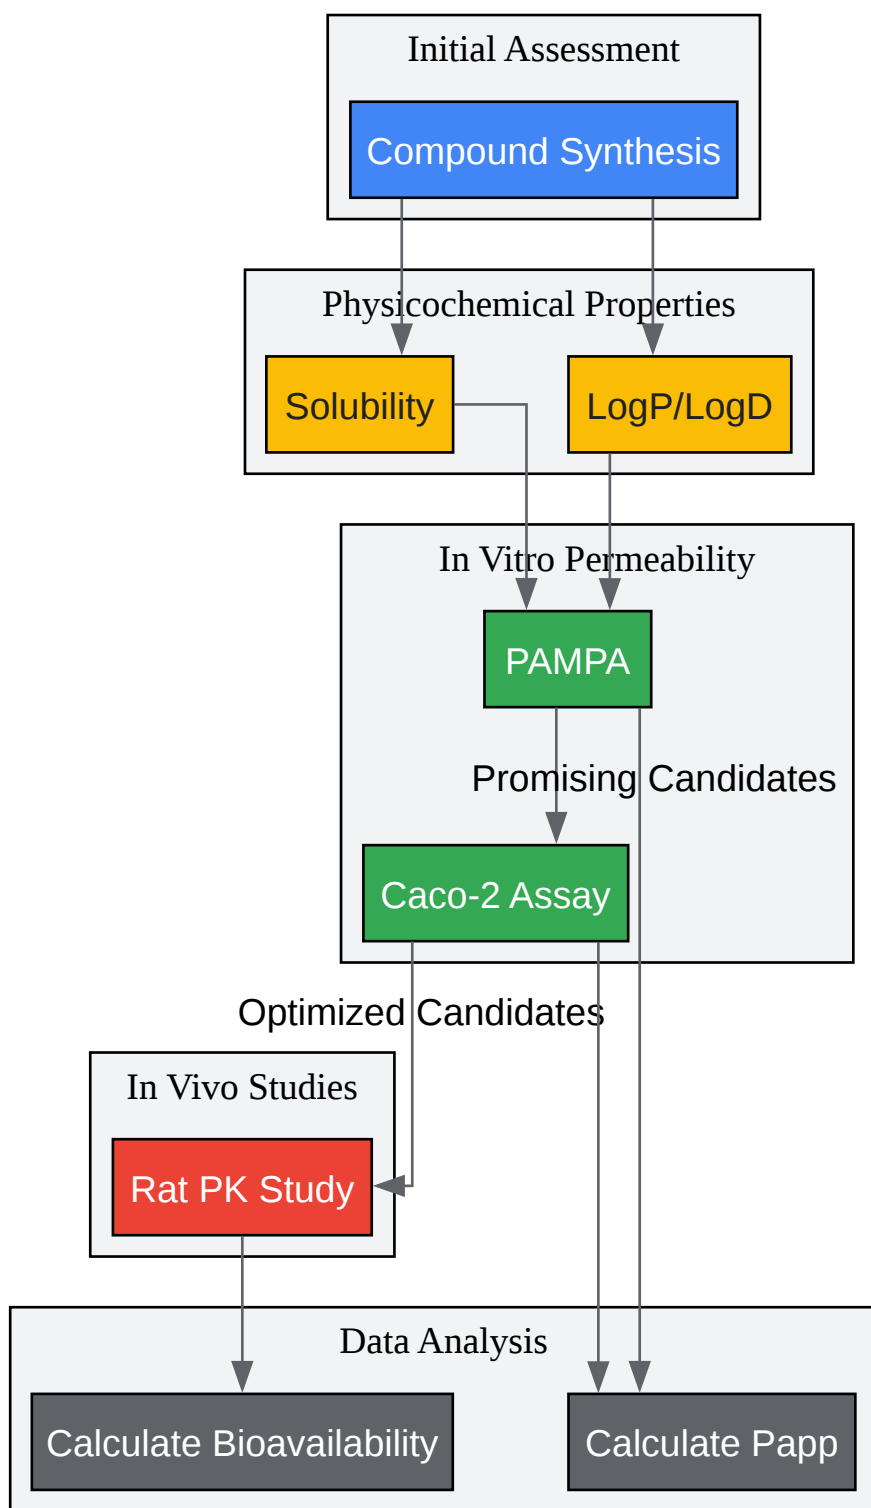 Initial Assessment
Compound Synthesis
Physicochemical Properties
Solubility
LogP/LogD
In Vitro Permeability
PAMPA
Promising Candidates
Caco-2 Assay
Optimized Candidates
In Vivo Studies
Rat PK Study
Data Analysis
Calculate Bioavailability
Calculate Papp